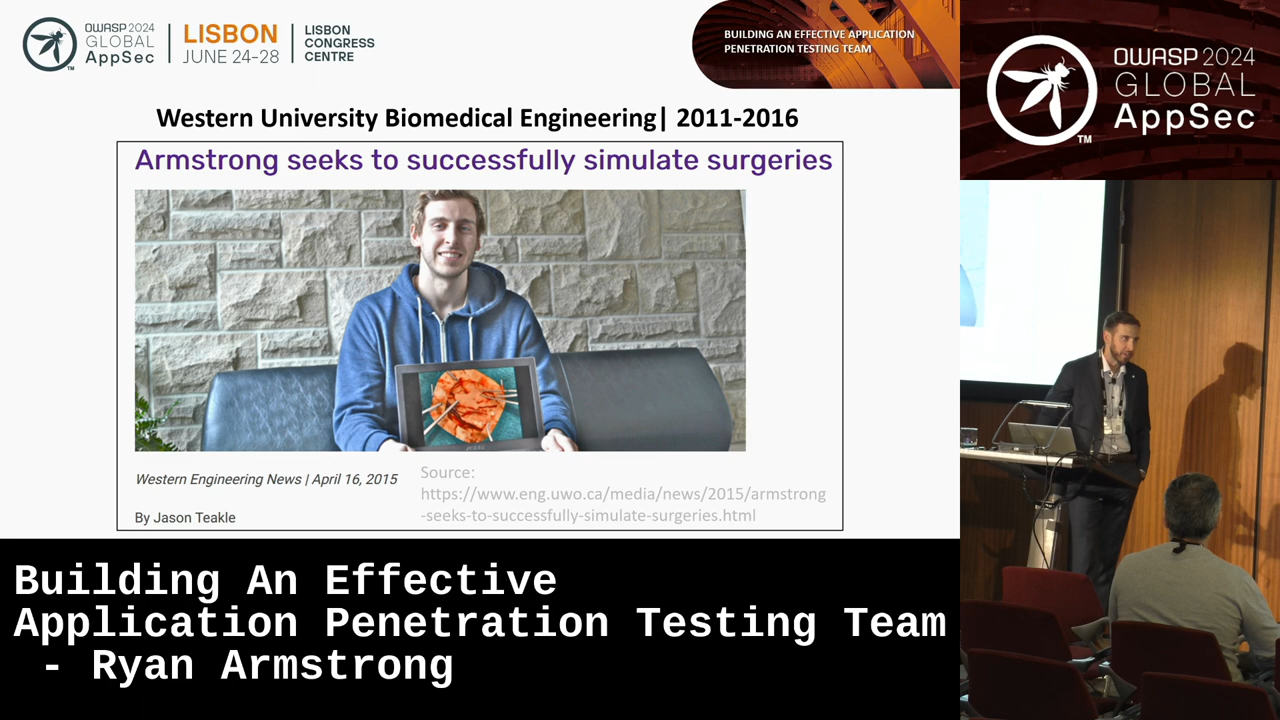 OWASP 2024
GLOBAL
AppSec
TM
LISBON
JUNE 24-28
LISBON
CONGRESS
CENTRE
BUILDING AN EFFECTIVE APPLICATION
PENETRATION TESTING TEAM
Western University Biomedical Engineering| 2011-2016
Armstrong seeks to successfully simulate surgeries
Western Engineering News | April 16, 2015
By Jason Teakle
Source:
https://www.eng.uwo.ca/media/news/2015/armstrong
-seeks-to-successfully-simulate-surgeries.html
OWASP 2024
GLOBAL
AppSec
TM
Building An Effective
Application Penetration Testing Team
- Ryan Armstrong